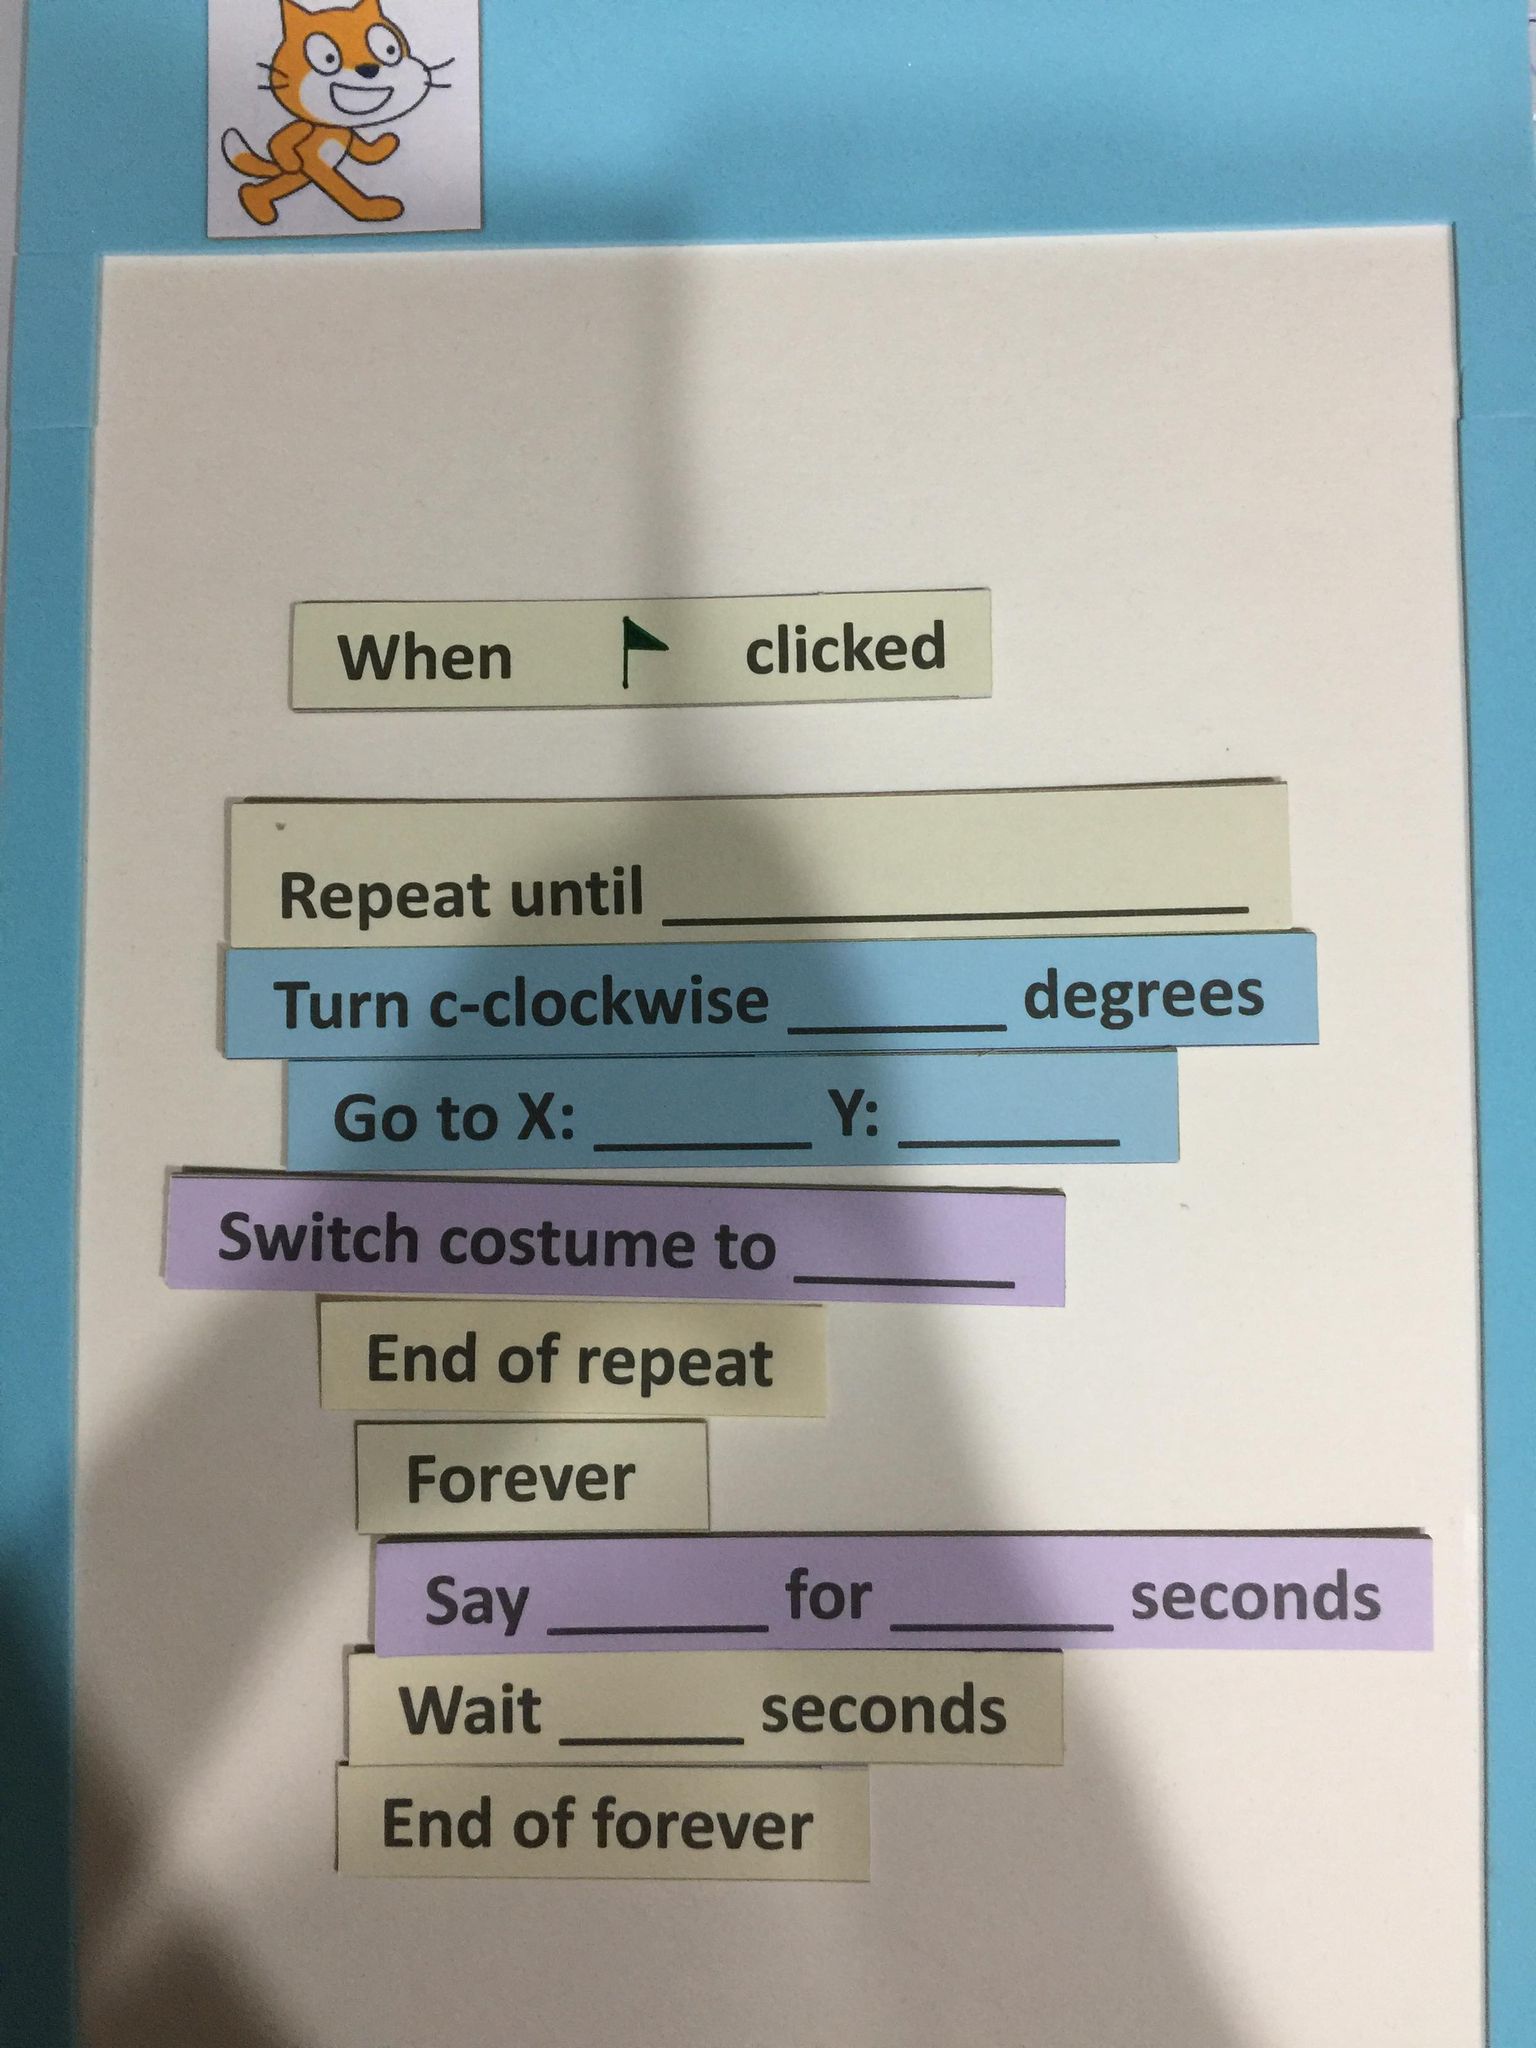 When clicked
Repeat until ____________
Turn c-clockwise ______ degrees
Go to X: ______ Y: ______
Switch costume to ______
End of repeat
Forever
Say ______ for ______ seconds
Wait _____ seconds
End of forever